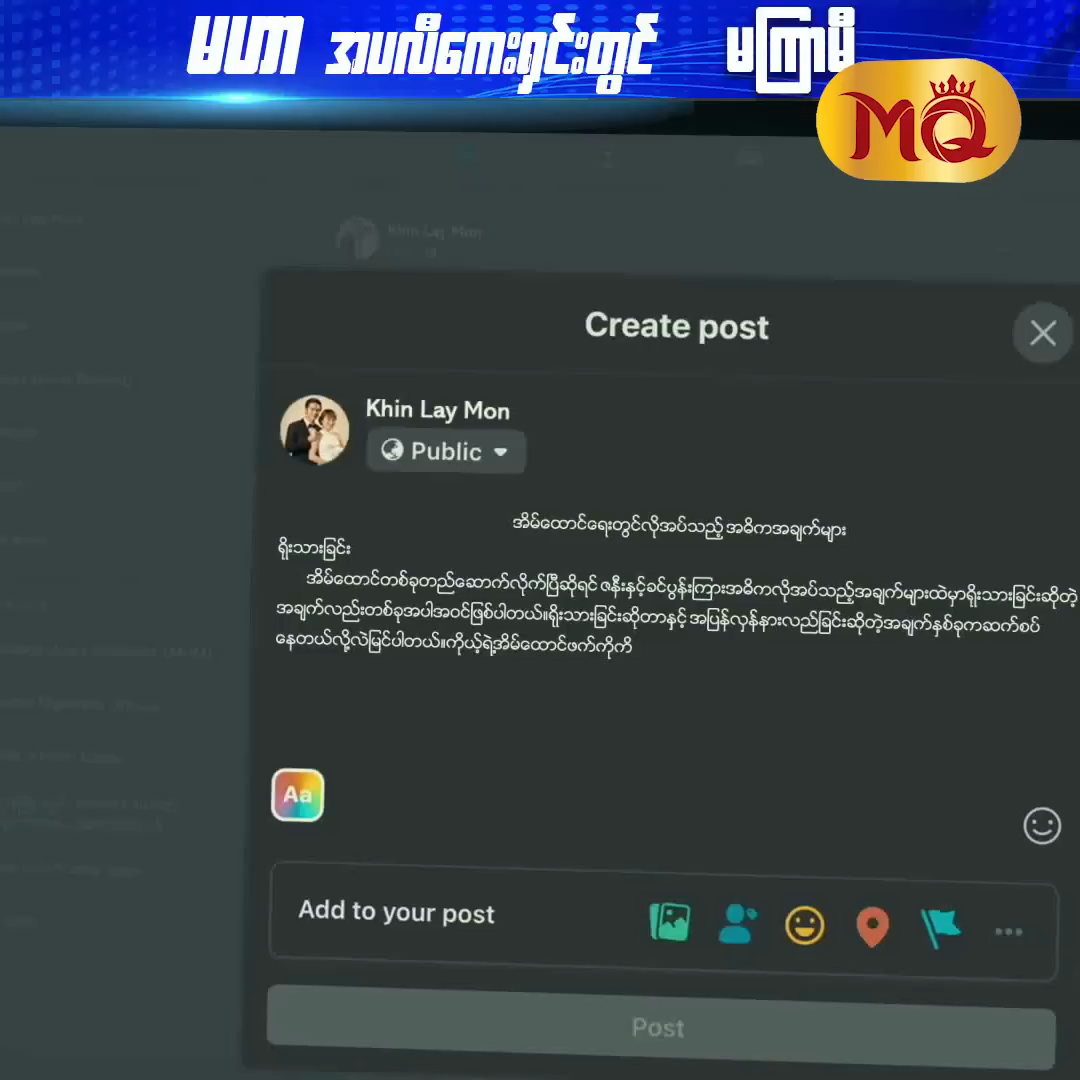 မဟာ အပလီကေးရှင်းတွင် မကြာမီ
MQ
Khin Lay Mon
Create post
Khin Lay Mon
Public
အိမ်ထောင်ရေးတွင်လိုအပ်သည့် အဓိကအချက်များ
ရိုးသားခြင်း
အိမ်ထောင်တစ်ခုတည်ဆောက်လိုက်ပြီဆိုရင် ဇနီးနှင့်ခင်ပွန်းကြားအဓိကလိုအပ်သည့်အချက်များထဲမှာရိုးသားခြင်းဆိုတဲ့
အချက်လည်းတစ်ခုအပါအဝင်ဖြစ်ပါတယ်။ရိုးသားခြင်းဆိုတာနှင့် အပြန်လှန်နားလည်ခြင်းဆိုတဲ့အချက်နှစ်ခုကဆက်စပ်
နေတယ်လို့လဲမြင်ပါတယ်။ကိုယ့်ရဲ့အိမ်ထောင်ဖက်ကိုကိ
Aa
Add to your post
Post